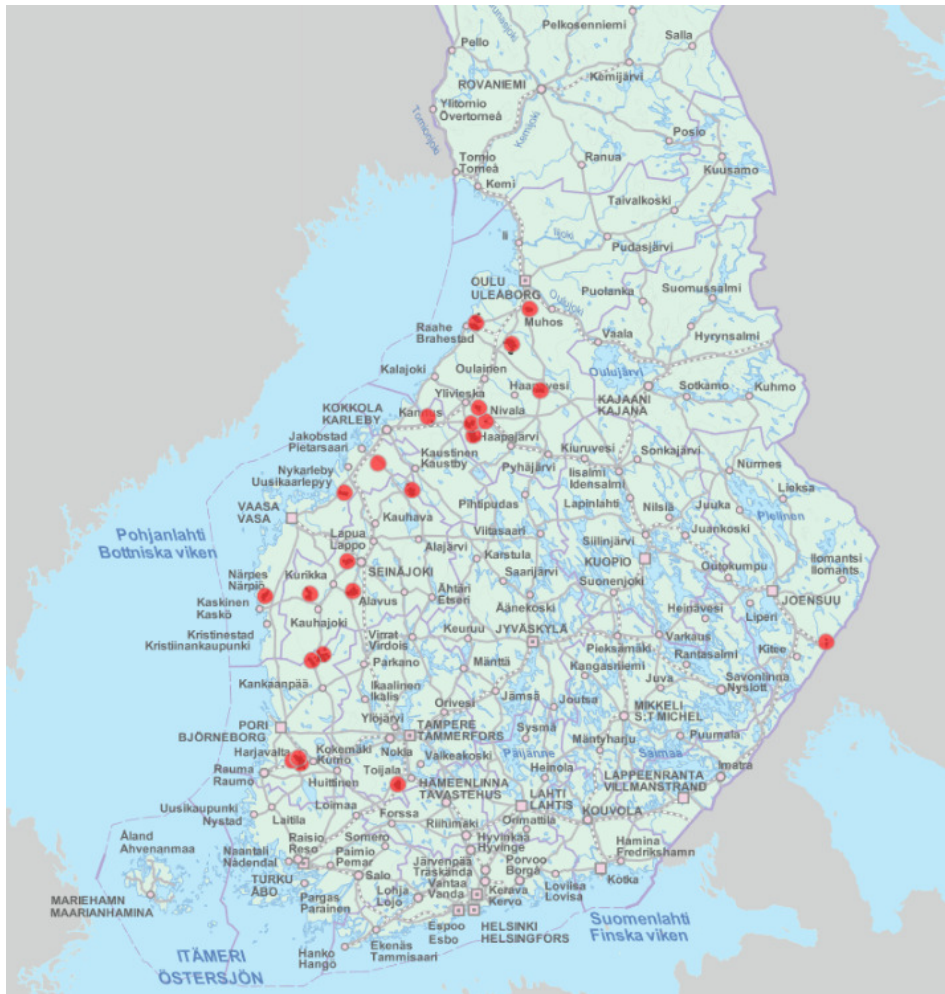 Pelkosenniemi
Pello
Salla
Kemijärvi
ROVANIEMI
Ylitornio
Övertorneå
Tornionjoki
Kemijoki
Posio
Tornio
Torneå
Ranua
Kuusamo
Kemi
Taivalkoski
Ii
Iijoki
Pudasjärvi
OULU
ULEÅBORG
Oulujoki
Puolanka
Suomussalmi
Muhos
Raahe
Brahestad
Vaala
Hyrynsalmi
Oulainen
Oulujärvi
Kalajoki
Ylivieska
KAJAANI
KAJANA
Sotkamo
Kuhmo
KOKKOLA
KARLEBY
Kannus
Nivala
Haapajärvi
Jakobstad
Pietarsaari
Kaustinen
Kaustby
Pyhäjärvi
Kiuruvesi
Sonkajärvi
Iisalmi
Idensalmi
Nurmes
Nykarleby
Uusikaarlepyy
Pihtipudas
Lapinlahti
Lieksa
Nilsiä
Juuka
Pielinen
VAASA
VASA
Kauhava
Viitasaari
Juankoski
Pohjanlahti
Bottniska viken
Lapua
Lappo
Alajärvi
Karstula
Siilinjärvi
KUOPIO
Ilomantsi
Ilomants
Närpes
Närpiö
Kurikka
SEINÄJOKI
Saarijärvi
Suonenjoki
Outokumpu
Kaskinen
Kaskö
Alavus
Ähtäri
Etseri
Äänekoski
Heinävesi
Liperi
JOENSUU
Kristinestad
Kristiinankaupunki
Kauhajoki
Virrat
Virdois
Keuruu
JYVÄSKYLÄ
Pieksämäki
Varkaus
Rantasalmi
Kitee
Parkano
Mänttä
Kangasniemi
Savonlinna
Nyslott
Kankaanpää
Ikaalinen
Ikalis
Orivesi
Jämsä
Joutsa
Juva
MIKKELI
S:T MICHEL
PORI
BJÖRNEBORG
Ylöjärvi
TAMPERE
TAMMERFORS
Sysmä
Mäntyharju
Puumala
Harjavalta
Kokemäki
Kumo
Nokia
Valkeakoski
Päijänne
Saimaa
Imatra
Rauma
Raumo
Huittinen
Toijala
HÄMEENLINNA
TAVASTEHUS
Heinola
LAPPEENRANTA
VILLMANSTRAND
Uusikaupunki
Nystad
Loimaa
Forssa
LAHTI
LAHTIS
KOUVOLA
Laitila
Riihimäki
Orimattila
Åland
Ahvenanmaa
Raisio
Reso
Somero
Hyvinkää
Hyvinge
Hamina
Fredrikshamn
Naantali
Nådendal
Paimio
Pemar
Järvenpää
Träskända
Porvoo
Borgå
TURKU
ÅBO
Salo
Lohja
Lojo
Vantaa
Vanda
Kerava
Kervo
Loviisa
Lovisa
Kotka
MARIEHAMN
MAARIANHAMINA
Pargas
Parainen
Espoo
Esbo
HELSINKI
HELSINGFORS
Suomenlahti
Finska viken
ITÄMERI
ÖSTERSJÖN
Hanko
Hangö
Ekenäs
Tammisaari